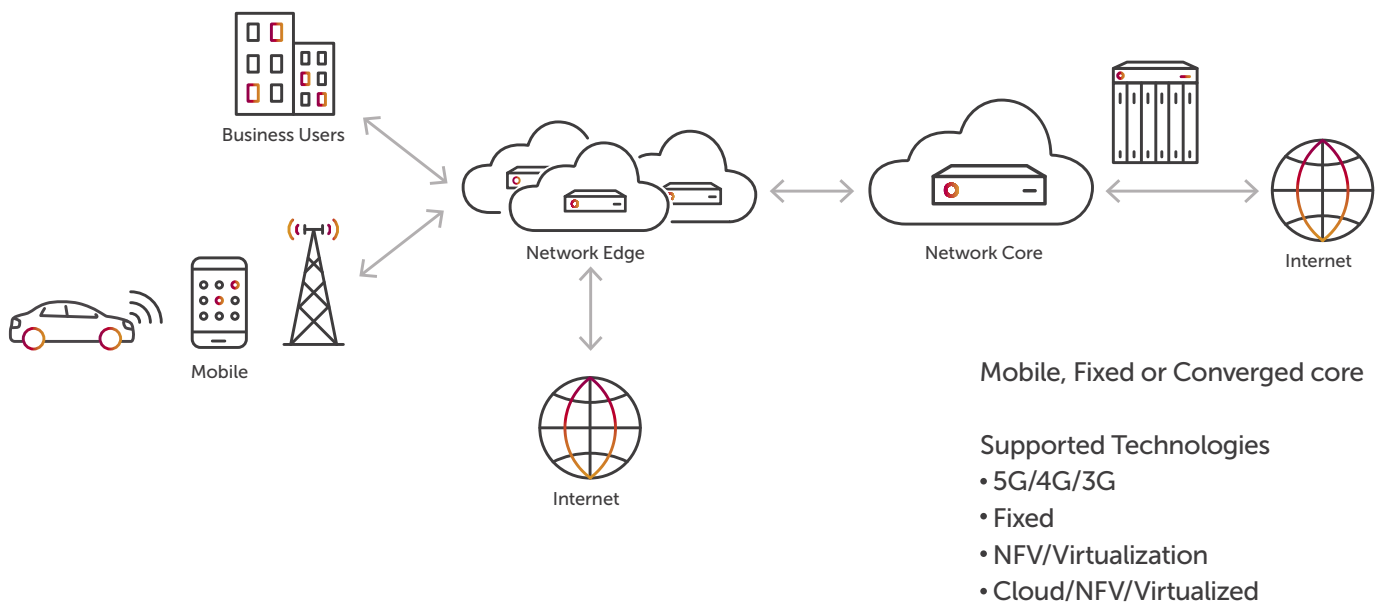 Business Users
Network Edge
Network Core
Internet
Mobile
Internet
Mobile, Fixed or Converged core
Supported Technologies
• 5G/4G/3G
• Fixed
• NFV/Virtualization
• Cloud/NFV/Virtualized